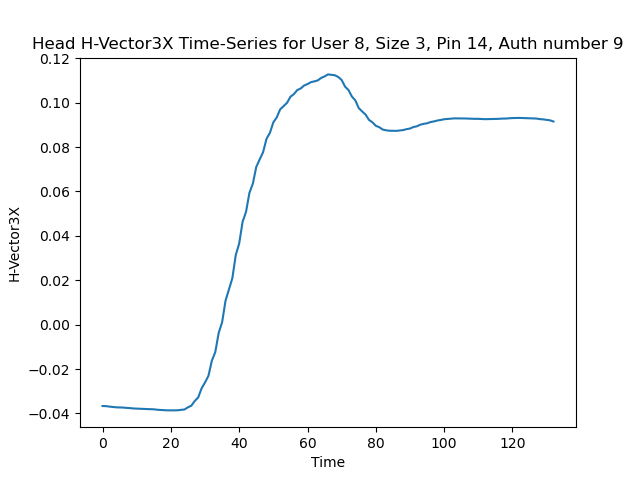 Head H-Vector3X Time-Series for User 8, Size 3, Pin 14, Auth number 9
0.12
0.10
0.08
0.06
0.04
0.02
0.00
−0.02
−0.04
H-Vector3X
0 20 40 60 80 100 120
Time